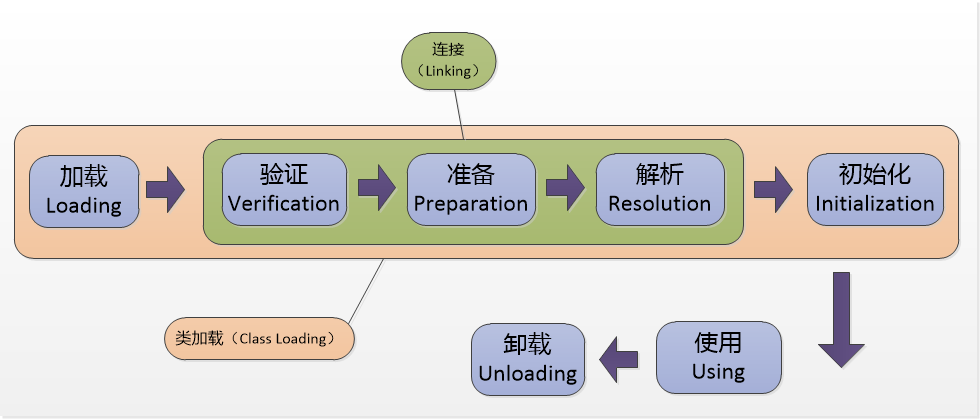 连接
（Linking）
加载
Loading
验证
Verification
准备
Preparation
解析
Resolution
初始化
Initialization
类加载（Class Loading）
使用
Using
卸载
Unloading